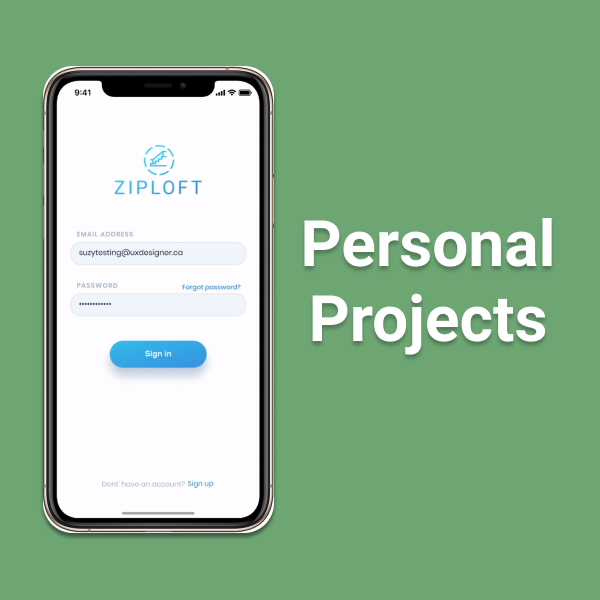 9:41
ZIPLOFT
EMAIL ADDRESS
suzytesting@uxdesigner.ca
PASSWORD Forgot password?
••••••••••••
Sign in
Dont' have an account? Sign up
Personal
Projects